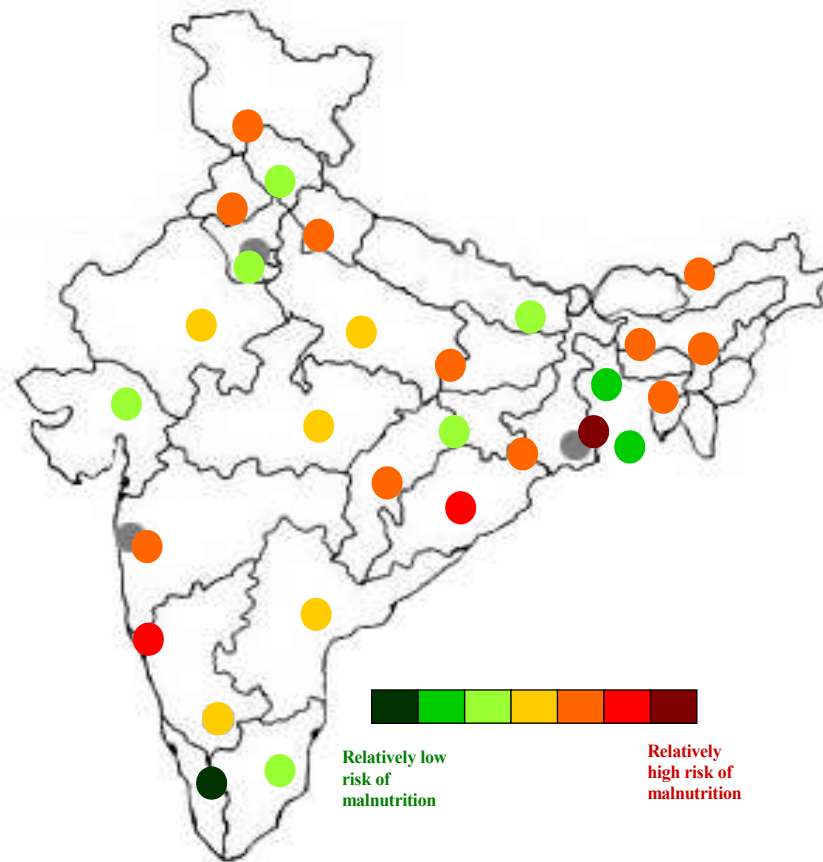 Relatively low
risk of
malnutrition
Relatively
high risk of
malnutrition